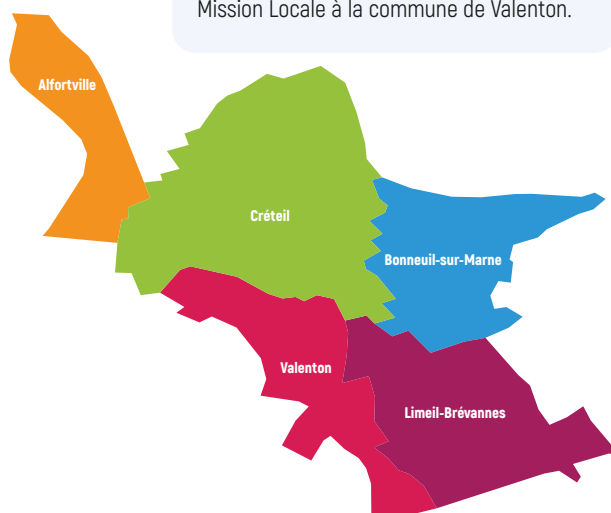 Mission Locale à la commune de Valenton.
Alfortville
Créteil
Bonneuil-sur-Marne
Valenton
Limeil-Brévannes